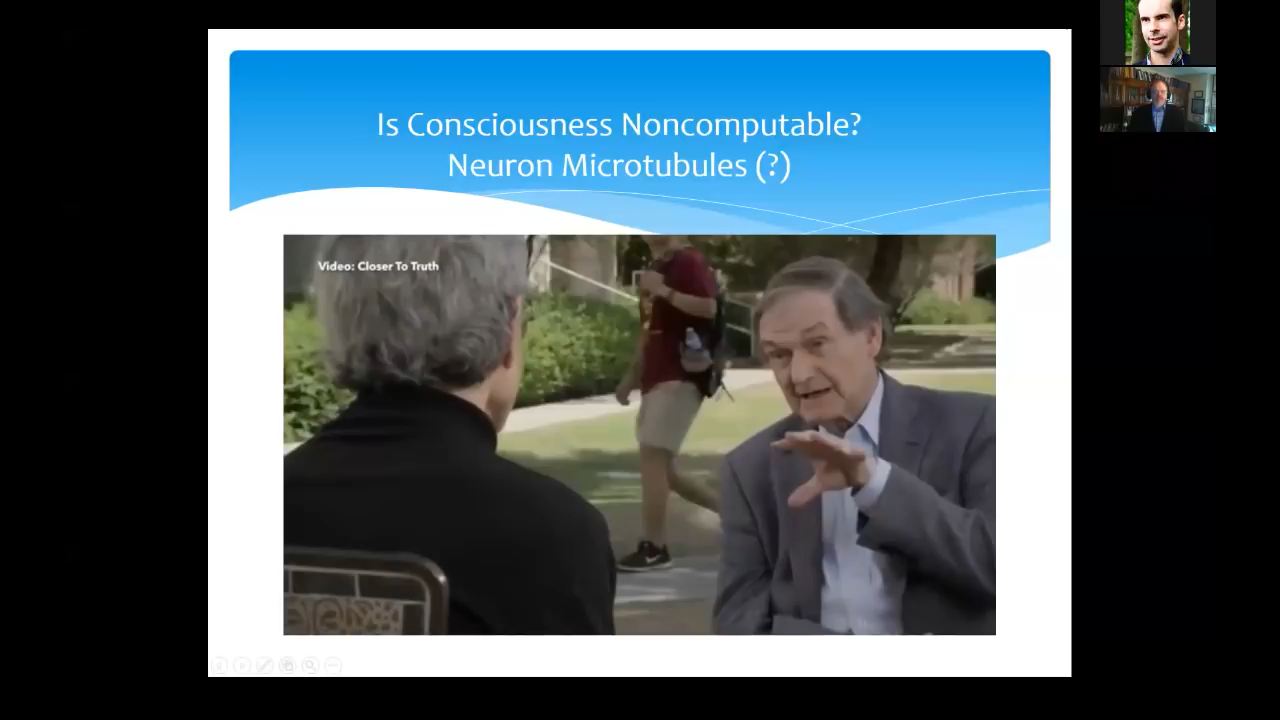 Is Consciousness Noncomputable?
Neuron Microtubules (?)
Video: Closer To Truth